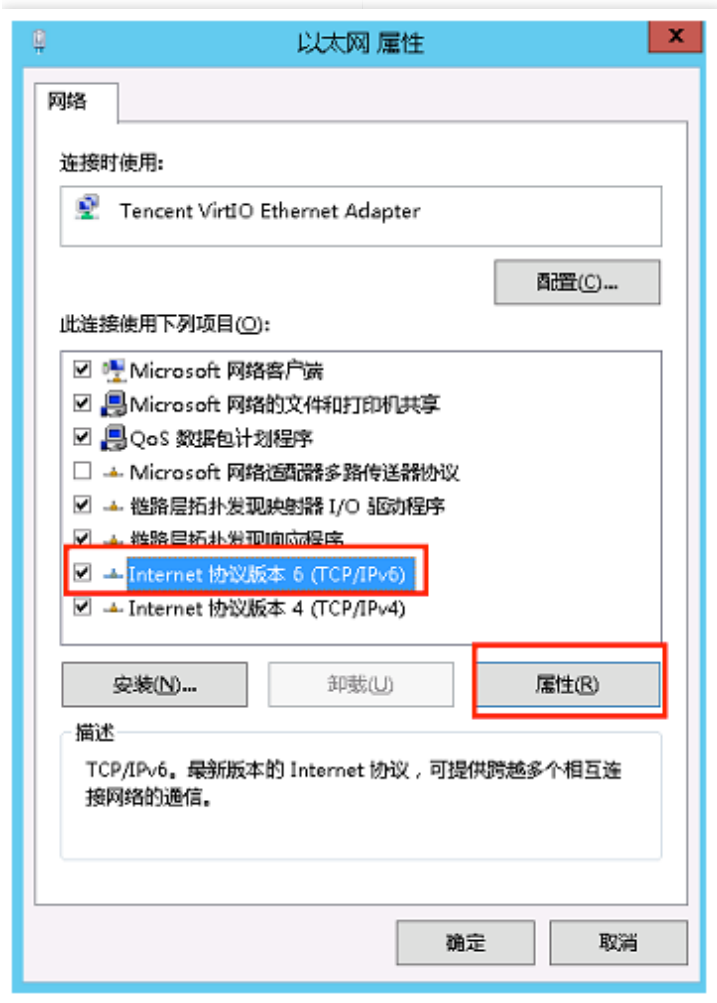 以太网 属性
x
网络
连接时使用:
Tencent VirtIO Ethernet Adapter
配置(C)...
此连接使用下列项目(O):
Microsoft 网络客户端
Microsoft 网络的文件和打印机共享
QoS 数据包计划程序
Microsoft 网络适配器多路传送器协议
链路层拓扑发现映射器 I/O 驱动程序
链路层拓扑发现响应程序
Internet 协议版本 6 (TCP/IPv6)
Internet 协议版本 4 (TCP/IPv4)
安装(N)...
卸载(U)
属性(R)
描述
TCP/IPv6。最新版本的 Internet 协议，可提供跨越多个相互连
接网络的通信。
确定
取消